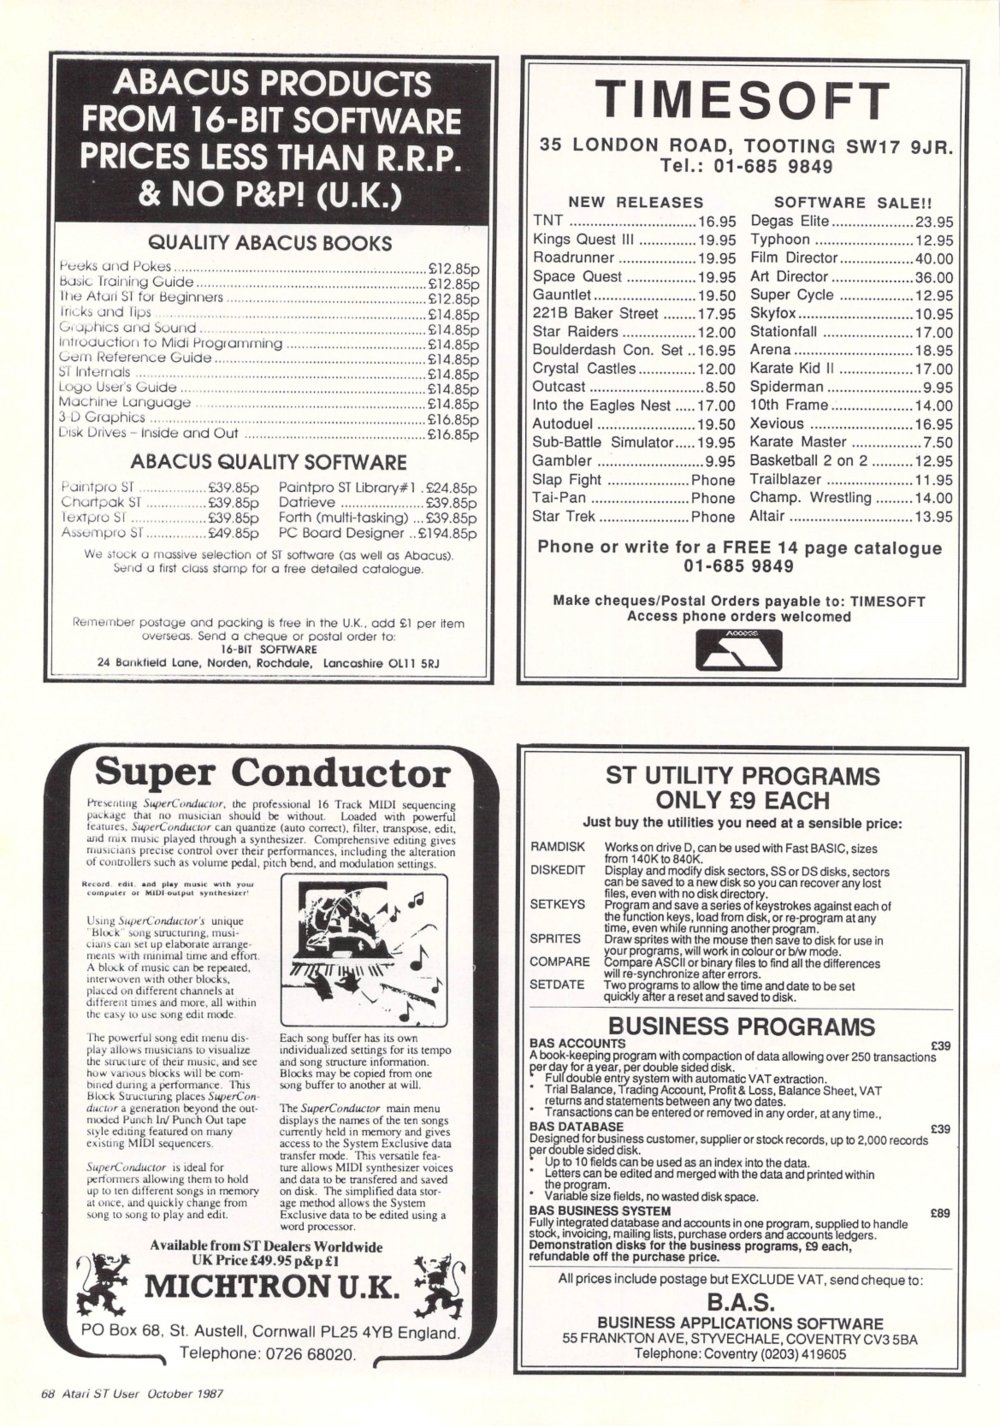 ABACUS PRODUCTS
FROM 16-BIT SOFTWARE
PRICES LESS THAN R.R.P.
& NO P&P! (U.K.)
QUALITY ABACUS BOOKS
Peeks and Pokes ........ £12.85p
Basic Training Guide ........ £12.85p
The Atari ST for Beginners ........ £12.85p
Tricks and Tips ........ £14.85p
Graphics and Sound ........ £14.85p
Introduction to Midi Programming ........ £14.85p
Gem Reference Guide ........ £14.85p
ST Internals ........ £14.85p
Logo User's Guide ........ £14.85p
Machine Language ........ £14.85p
3-D Graphics ........ £16.85p
Disk Drives – Inside and Out ........ £16.85p
ABACUS QUALITY SOFTWARE
Paintpro ST ........ £39.85p Paintpro ST Library#1 . £24.85p
Chartpak ST ........ £39.85p Datrieve ........ £39.85p
Textpro ST ........ £39.85p Forth (multi-tasking) ... £39.85p
Assempro ST ........ £49.85p PC Board Designer .. £194.85p
We stock a massive selection of ST software (as well as Abacus).
Send a first class stamp for a free detailed catalogue.
Remember postage and packing is free in the U.K., add £1 per item
overseas. Send a cheque or postal order to:
16-BIT SOFTWARE
24 Bankfield Lane, Norden, Rochdale, Lancashire OL11 5RJ
TIMESOFT
35 LONDON ROAD, TOOTING SW17 9JR.
Tel.: 01-685 9849
NEW RELEASES
TNT ........ 16.95
Kings Quest III ........ 19.95
Roadrunner ........ 19.95
Space Quest ........ 19.95
Gauntlet ........ 19.50
221B Baker Street ........ 17.95
Star Raiders ........ 12.00
Boulderdash Con. Set .. 16.95
Crystal Castles ........ 12.00
Outcast ........ 8.50
Into the Eagles Nest ..... 17.00
Autoduel ........ 19.50
Sub-Battle Simulator ..... 19.95
Gambler ........ 9.95
Slap Fight ........ Phone
Tai-Pan ........ Phone
Star Trek ........ Phone
SOFTWARE SALE!!
Degas Elite ........ 23.95
Typhoon ........ 12.95
Film Director ........ 40.00
Art Director ........ 36.00
Super Cycle ........ 12.95
Skyfox ........ 10.95
Stationfall ........ 17.00
Arena ........ 18.95
Karate Kid II ........ 17.00
Spiderman ........ 9.95
10th Frame ........ 14.00
Xevious ........ 16.95
Karate Master ........ 7.50
Basketball 2 on 2 ........ 12.95
Trailblazer ........ 11.95
Champ. Wrestling ........ 14.00
Altair ........ 13.95
Phone or write for a FREE 14 page catalogue
01-685 9849
Make cheques/Postal Orders payable to: TIMESOFT
Access phone orders welcomed
Access
Super Conductor
Presenting SuperConductor, the professional 16 Track MIDI sequencing
package that no musician should be without. Loaded with powerful
features, SuperConductor can quantize (auto correct), filter, transpose, edit,
and mix music played through a synthesizer. Comprehensive editing gives
musicians precise control over their performances, including the alteration
of controllers such as volume pedal, pitch bend, and modulation settings.
Record, edit, and play music with your
computer or MIDI-output synthesizer!
Using SuperConductor's unique
"Block" song structuring, musi-
cians can set up elaborate arrange-
ments with minimal time and effort.
A block of music can be repeated,
interwoven with other blocks,
placed on different channels at
different times and more, all within
the easy to use song edit mode.
The powerful song edit menu dis-
play allows musicians to visualize
the structure of their music, and see
how various blocks will be com-
bined during a performance. This
Block Structuring places SuperCon-
ductor a generation beyond the out-
moded Punch In/ Punch Out tape
style editing featured on many
existing MIDI sequencers.
SuperConductor is ideal for
performers allowing them to hold
up to ten different songs in memory
at once, and quickly change from
song to song to play and edit.
Each song buffer has its own
individualized settings for its tempo
and song structure information.
Blocks may be copied from one
song buffer to another at will.
The SuperConductor main menu
displays the names of the ten songs
currently held in memory and gives
access to the System Exclusive data
transfer mode. This versatile fea-
ture allows MIDI synthesizer voices
and data to be transfered and saved
on disk. The simplified data stor-
age method allows the System
Exclusive data to be edited using a
word processor.
Available from ST Dealers Worldwide
UK Price £49.95 p&p £1
MICHTRON U.K.
PO Box 68, St. Austell, Cornwall PL25 4YB England.
Telephone: 0726 68020.
ST UTILITY PROGRAMS
ONLY £9 EACH
Just buy the utilities you need at a sensible price:
RAMDISK Works on drive D, can be used with Fast BASIC, sizes
from 140K to 840K.
DISKEDIT Display and modify disk sectors, SS or DS disks, sectors
can be saved to a new disk so you can recover any lost
files, even with no disk directory.
SETKEYS Program and save a series of keystrokes against each of
the function keys, load from disk, or re-program at any
time, even while running another program.
SPRITES Draw sprites with the mouse then save to disk for use in
your programs, will work in colour or b/w mode.
COMPARE Compare ASCII or binary files to find all the differences
will re-synchronize after errors.
SETDATE Two programs to allow the time and date to be set
quickly after a reset and saved to disk.
BUSINESS PROGRAMS
BAS ACCOUNTS £39
A book-keeping program with compaction of data allowing over 250 transactions
per day for a year, per double sided disk.
* Full double entry system with automatic VAT extraction.
* Trial Balance, Trading Account, Profit & Loss, Balance Sheet, VAT
returns and statements between any two dates.
* Transactions can be entered or removed in any order, at any time.,
BAS DATABASE £39
Designed for business customer, supplier or stock records, up to 2,000 records
per double sided disk.
* Up to 10 fields can be used as an index into the data.
* Letters can be edited and merged with the data and printed within
the program.
* Variable size fields, no wasted disk space.
BAS BUSINESS SYSTEM £89
Fully integrated database and accounts in one program, supplied to handle
stock, invoicing, mailing lists, purchase orders and accounts ledgers.
Demonstration disks for the business programs, £9 each,
refundable off the purchase price.
All prices include postage but EXCLUDE VAT, send cheque to:
B.A.S.
BUSINESS APPLICATIONS SOFTWARE
55 FRANKTON AVE, STYVECHALE, COVENTRY CV3 5BA
Telephone: Coventry (0203) 419605
68 Atari ST User October 1987